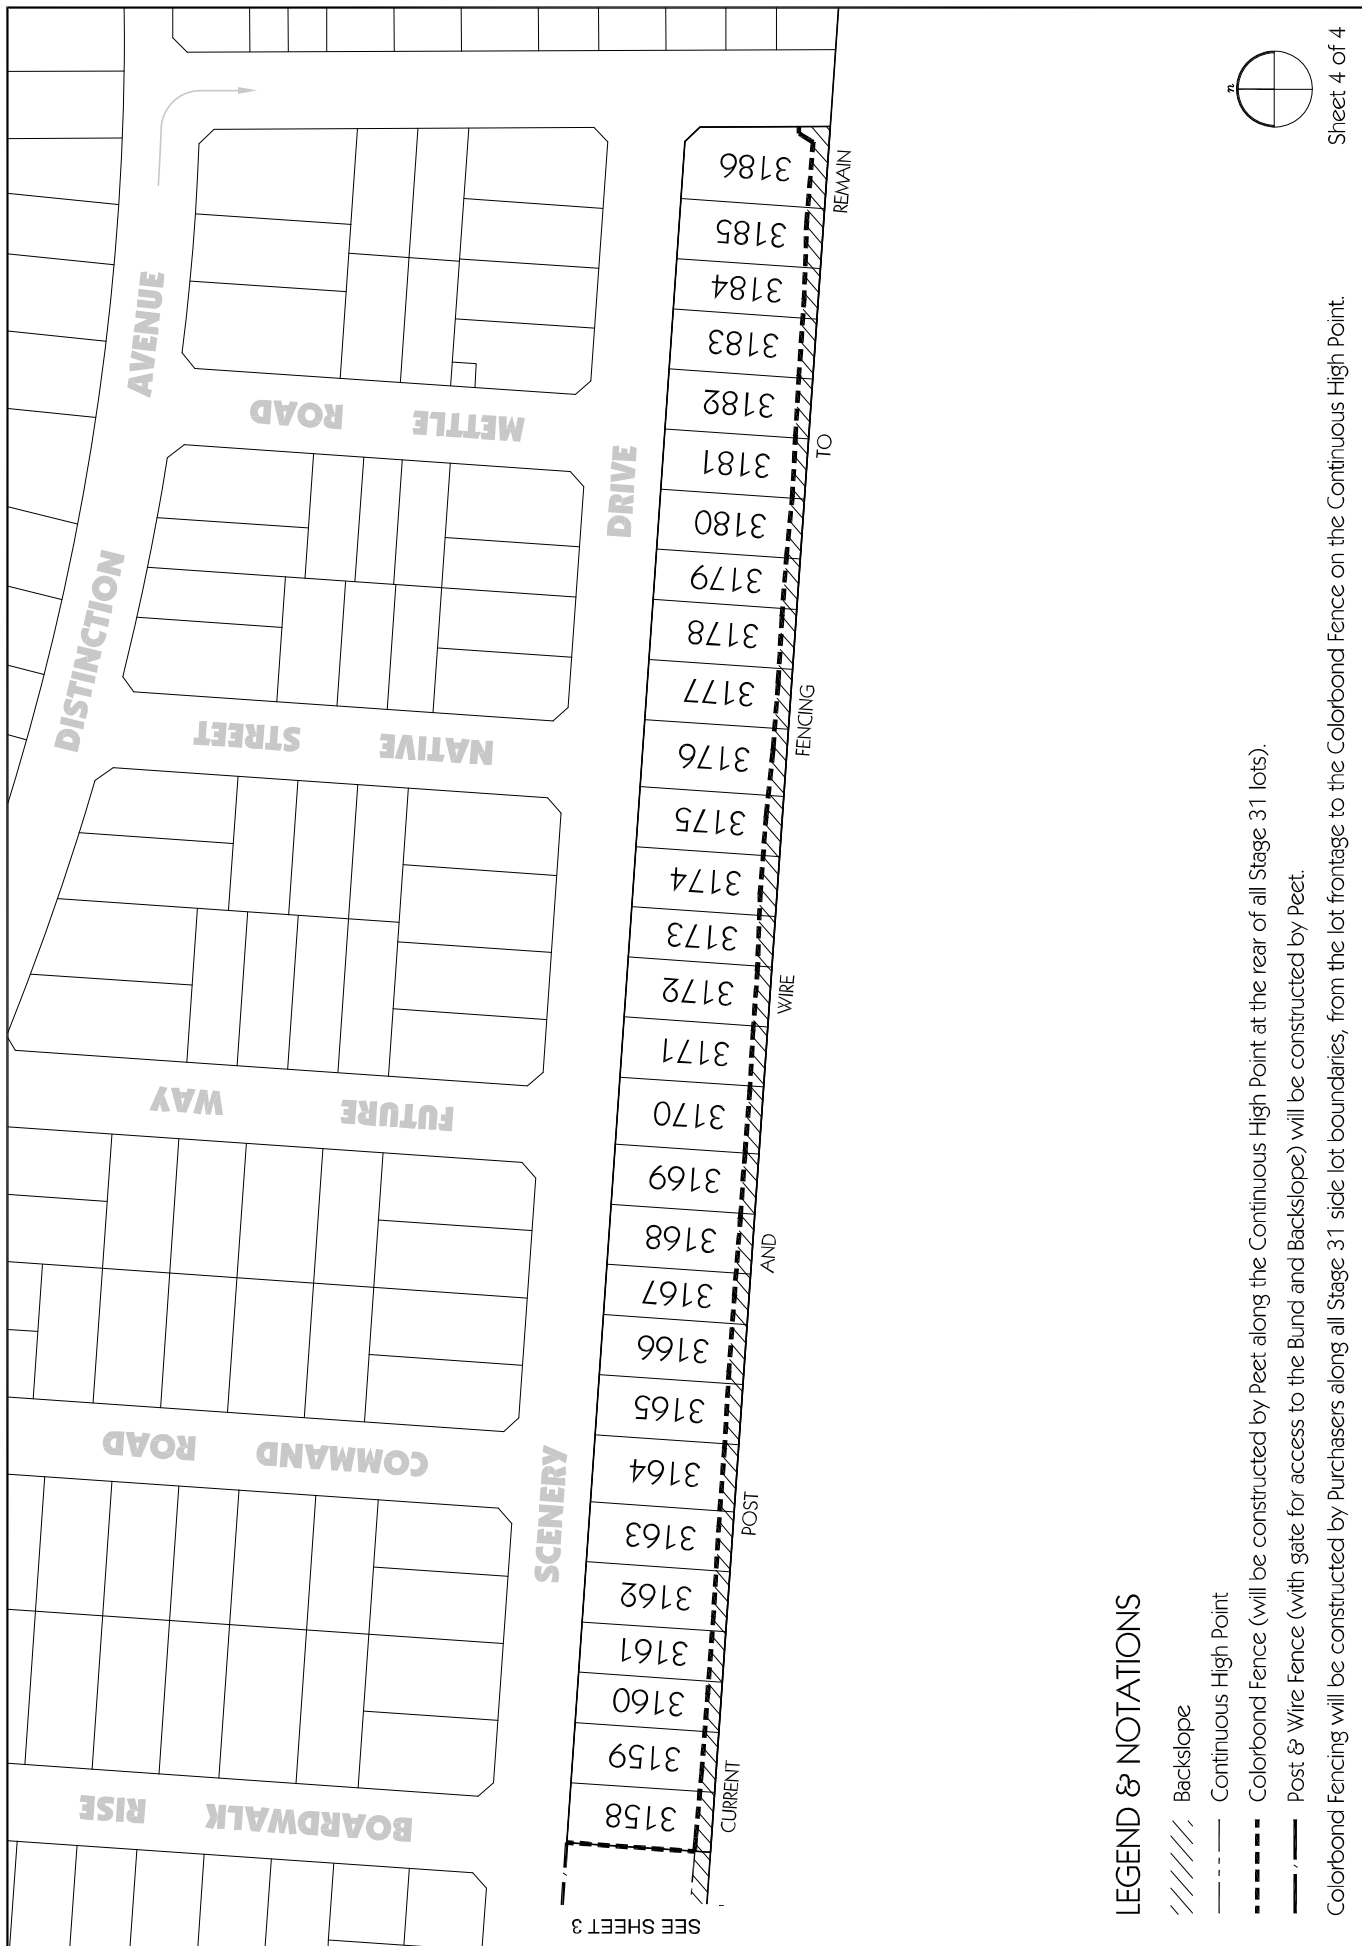 DISTINCTION AVENUE
METTLE ROAD
NATIVE STREET
FUTURE WAY
COMMAND ROAD
BOARDWALK RISE
SCENERY DRIVE
3158
3159
3160
3161
3162
3163
3164
3165
3166
3167
3168
3169
3170
3171
3172
3173
3174
3175
3176
3177
3178
3179
3180
3181
3182
3183
3184
3185
3186
CURRENT POST AND WIRE FENCING TO REMAIN
SEE SHEET 3
n
LEGEND & NOTATIONS
Backslope
Continuous High Point
Colorbond Fence (will be constructed by Peet along the Continuous High Point at the rear of all Stage 31 lots).
Post & Wire Fence (with gate for access to the Bund and Backslope) will be constructed by Peet.
Colorbond Fencing will be constructed by Purchasers along all Stage 31 side lot boundaries, from the lot frontage to the Colorbond Fence on the Continuous High Point.
Sheet 4 of 4